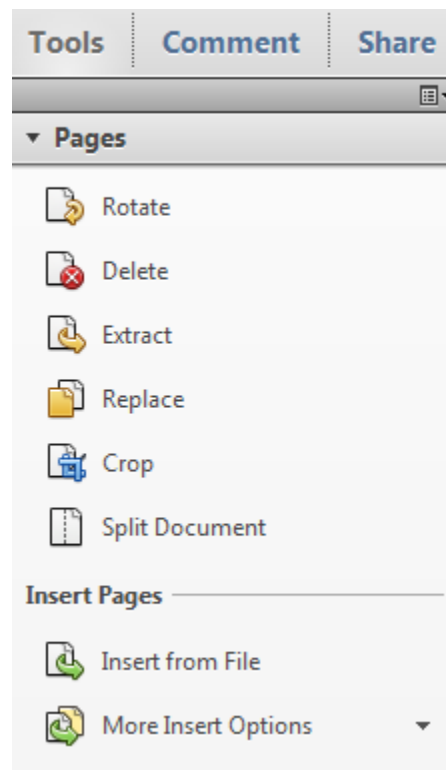 Tools Comment Share
Pages
Rotate
Delete
Extract
Replace
Crop
Split Document
Insert Pages
Insert from File
More Insert Options